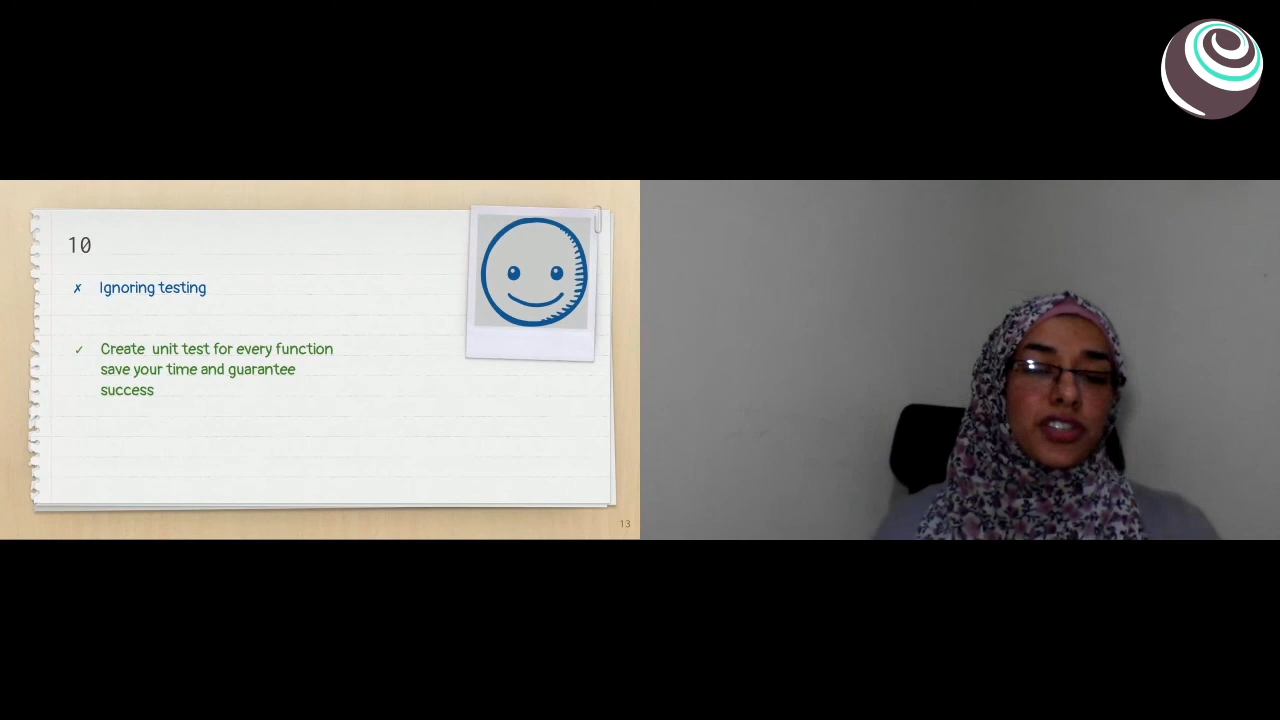 10
✗ Ignoring testing
✓ Create unit test for every function
save your time and guarantee
success
13